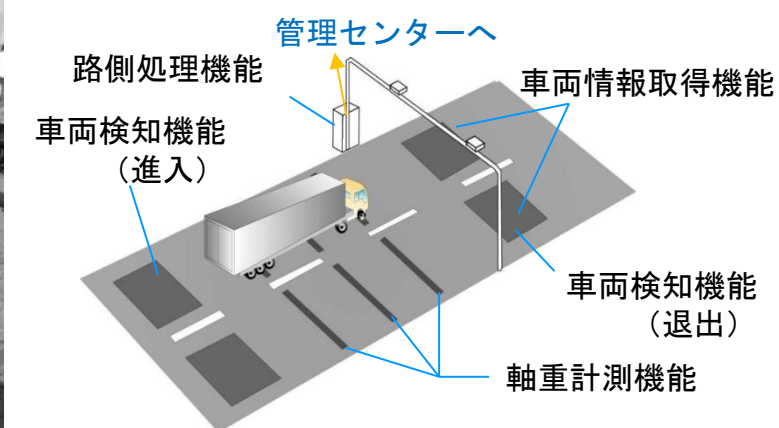 管理センターへ
路側処理機能
車両情報取得機能
車両検知機能
（進入）
車両検知機能
（退出）
軸重計測機能